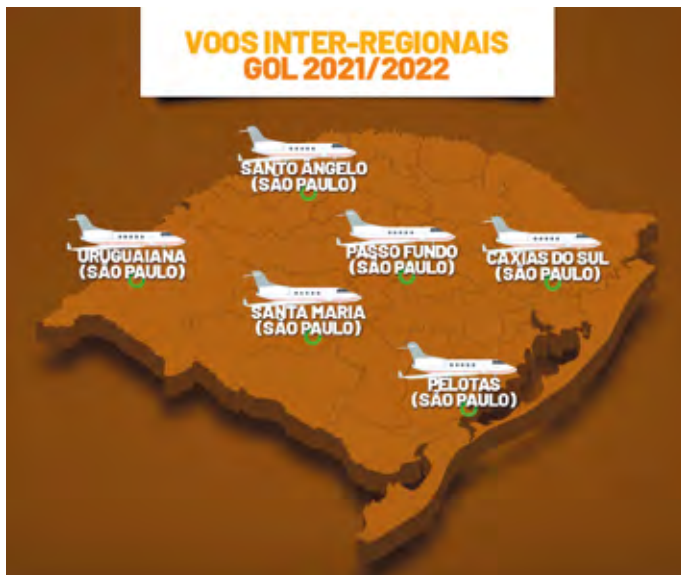 VOOS INTER-REGIONAIS
GOL 2021/2022
SANTO ÂNGELO
(SÃO PAULO)
URUGUAIANA
(SÃO PAULO)
PASSO FUNDO
(SÃO PAULO)
CAXIAS DO SUL
(SÃO PAULO)
SANTA MARIA
(SÃO PAULO)
PELOTAS
(SÃO PAULO)